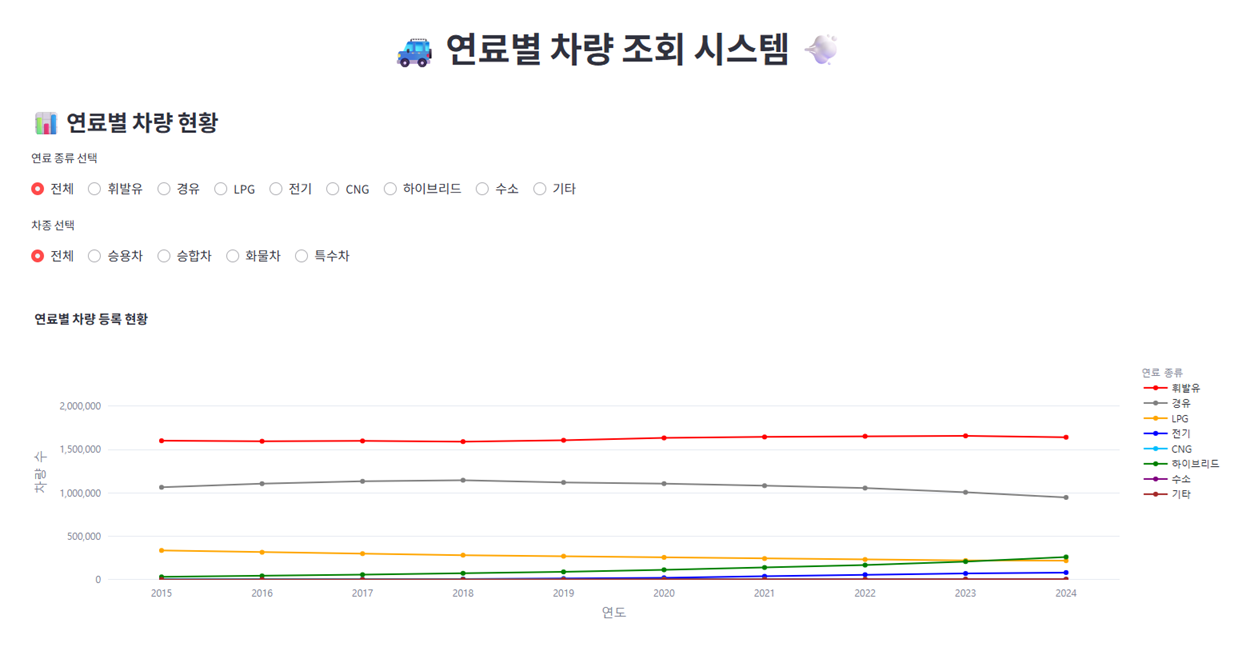 연료별 차량 조회 시스템
연료별 차량 현황
연료 종류 선택
전체 휘발유 경유 LPG 전기 CNG 하이브리드 수소 기타
차종 선택
전체 승용차 승합차 화물차 특수차
연료별 차량 등록 현황
연료 종류
휘발유
경유
LPG
전기
CNG
하이브리드
수소
기타
차량 수
2,000,000
1,500,000
1,000,000
500,000
0
2015 2016 2017 2018 2019 2020 2021 2022 2023 2024
연도